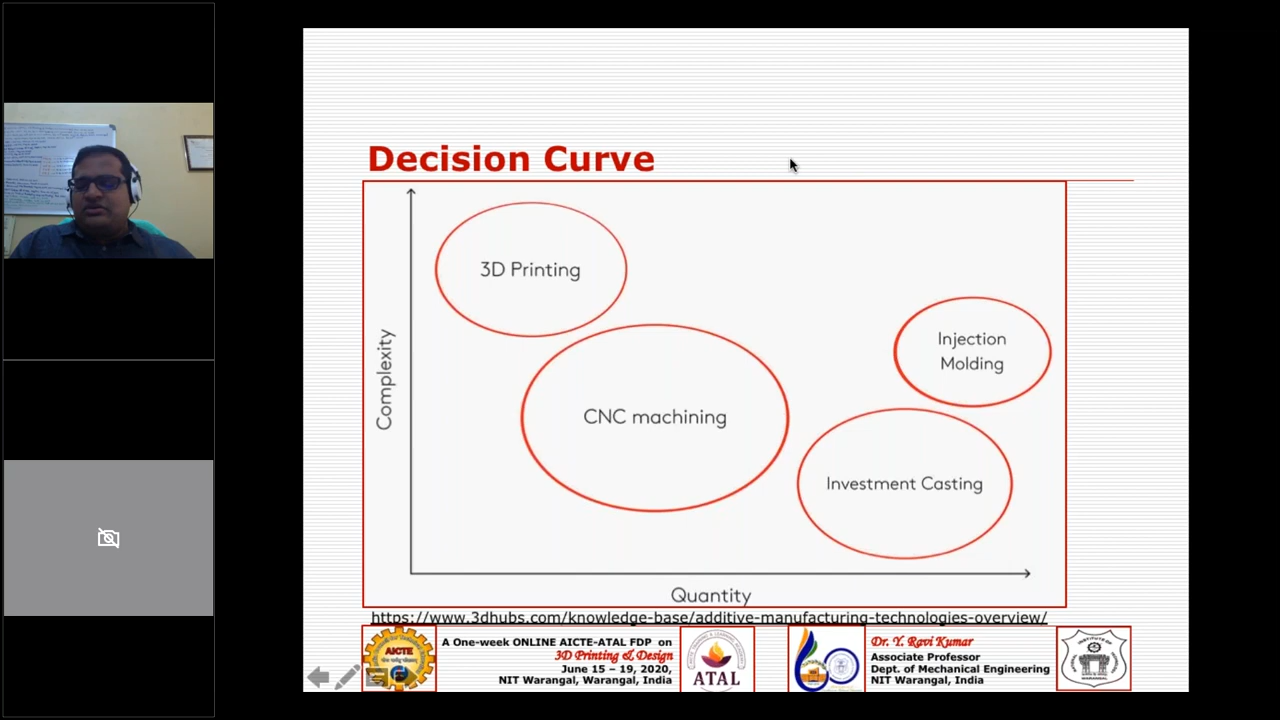 Decision Curve
3D Printing
Injection
Molding
CNC machining
Investment Casting
Complexity
Quantity
https://www.3dhubs.com/knowledge-base/additive-manufacturing-technologies-overview/
AICTE
A One-week ONLINE AICTE-ATAL FDP on
3D Printing & Design
June 15 – 19, 2020,
NIT Warangal, Warangal, India
ATAL
Dr. Y. Ravi Kumar
Associate Professor
Dept. of Mechanical Engineering
NIT Warangal, India